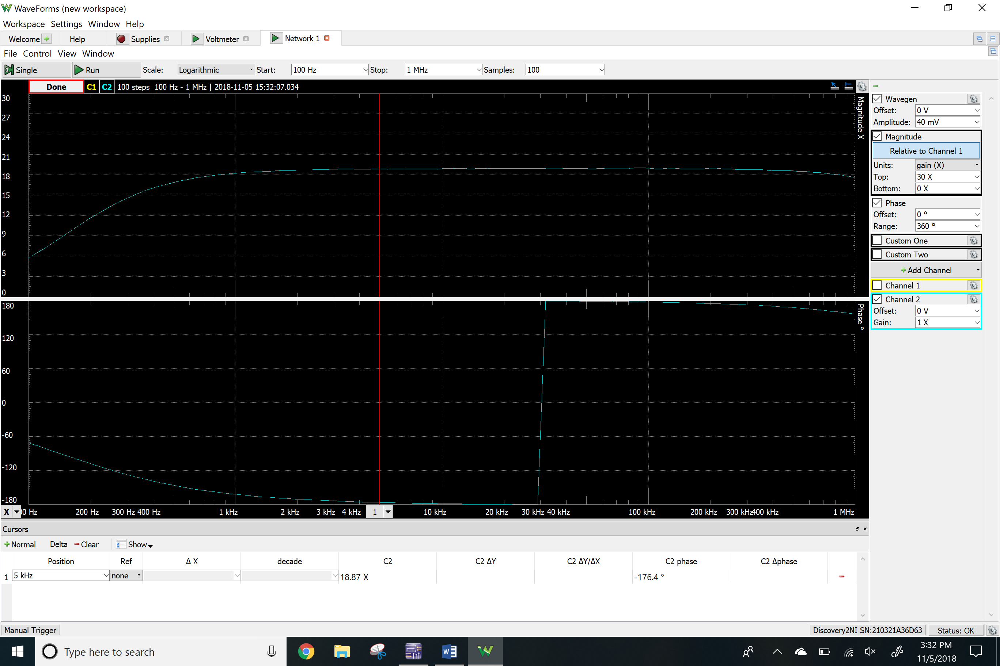 WaveForms (new workspace)
Workspace Settings Window Help
Welcome Help Supplies Voltmeter Network 1
File Control View Window
Single Run Scale: Logarithmic Start: 100 Hz Stop: 1 MHz Samples: 100
Done C1 C2 100 steps 100 Hz - 1 MHz | 2018-11-05 15:32:07.034
30
27
24
21
18
15
12
9
6
3
0
Magnitude X
180
120
60
0
-60
-120
-180
Phase °
X 00 Hz 200 Hz 300 Hz 400 Hz 1 kHz 2 kHz 3 kHz 4 kHz 1 10 kHz 20 kHz 30 kHz 40 kHz 100 kHz 200 kHz 300 kHz 400 kHz 1 MHz
Wavegen
Offset: 0 V
Amplitude: 40 mV
Magnitude
Relative to Channel 1
Units: gain (X)
Top: 30 X
Bottom: 0 X
Phase
Offset: 0 °
Range: 360 °
Custom One
Custom Two
Add Channel
Channel 1
Channel 2
Offset: 0 V
Gain: 1 X
Cursors
Normal Delta Clear Show
Position Ref Δ X decade C2 C2 ΔY C2 ΔY/ΔX C2 phase C2 Δphase
1 5 kHz none 18.87 X -176.4 °
Manual Trigger Discovery2NI SN:210321A36D63 Status: OK
Type here to search
3:32 PM
11/5/2018